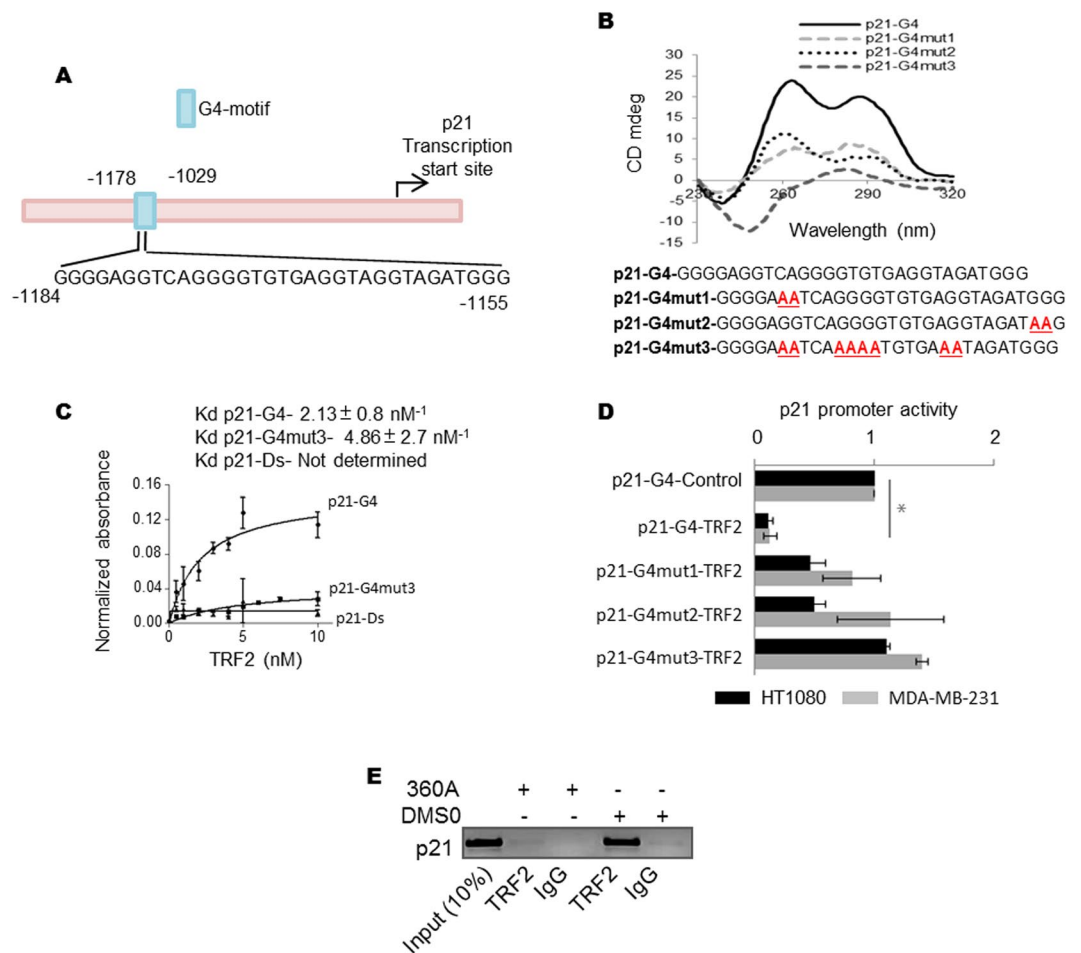 A
G4-motif
p21
Transcription
start site
-1178
-1029
GGGGAGGTCAGGGGTGTGAGGTAGGTAGATGGG
-1184
-1155
B
p21-G4
p21-G4mut1
p21-G4mut2
p21-G4mut3
30
25
20
15
10
5
0
-5
-10
-15
230
260
290
320
CD mdeg
Wavelength (nm)
p21-G4-GGGGAGGTCAGGGGTGTGAGGTAGATGGG
p21-G4mut1-GGGGAAATCAGGGGTGTGAGGTAGATGGG
p21-G4mut2-GGGGAGGTCAGGGGTGTGAGGTAGATAAG
p21-G4mut3-GGGGAAATCAAAAATGTGAAATAGATGGG
C
Kd p21-G4- 2.13 ± 0.8 nM-1
Kd p21-G4mut3- 4.86 ± 2.7 nM-1
Kd p21-Ds- Not determined
Normalized absorbance
0.16
0.12
0.08
0.04
0.00
0
5
10
TRF2 (nM)
p21-G4
p21-G4mut3
p21-Ds
D
p21 promoter activity
0
1
2
p21-G4-Control
p21-G4-TRF2
p21-G4mut1-TRF2
p21-G4mut2-TRF2
p21-G4mut3-TRF2
*
HT1080
MDA-MB-231
E
360A + + - -
DMS0 - - + +
p21
Input (10%)
TRF2
IgG
TRF2
IgG